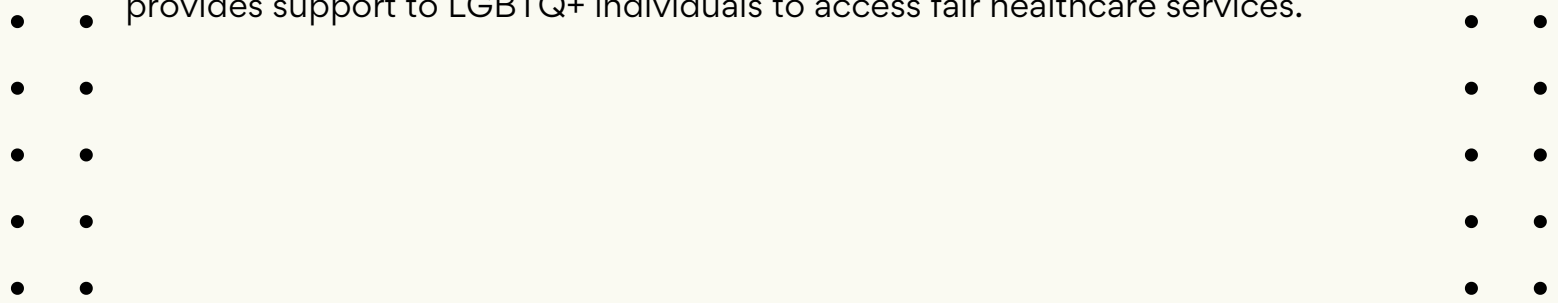 provides support to LGBTQ+ individuals to access fair healthcare services.